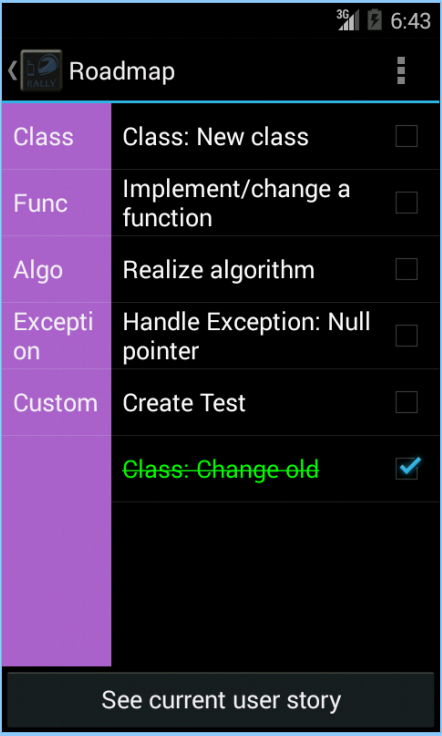 3G 6:43
RALLY
Roadmap
Class
Class: New class
Func
Implement/change a
function
Algo
Realize algorithm
Excepti
on
Handle Exception: Null
pointer
Custom
Create Test
Class: Change old
See current user story